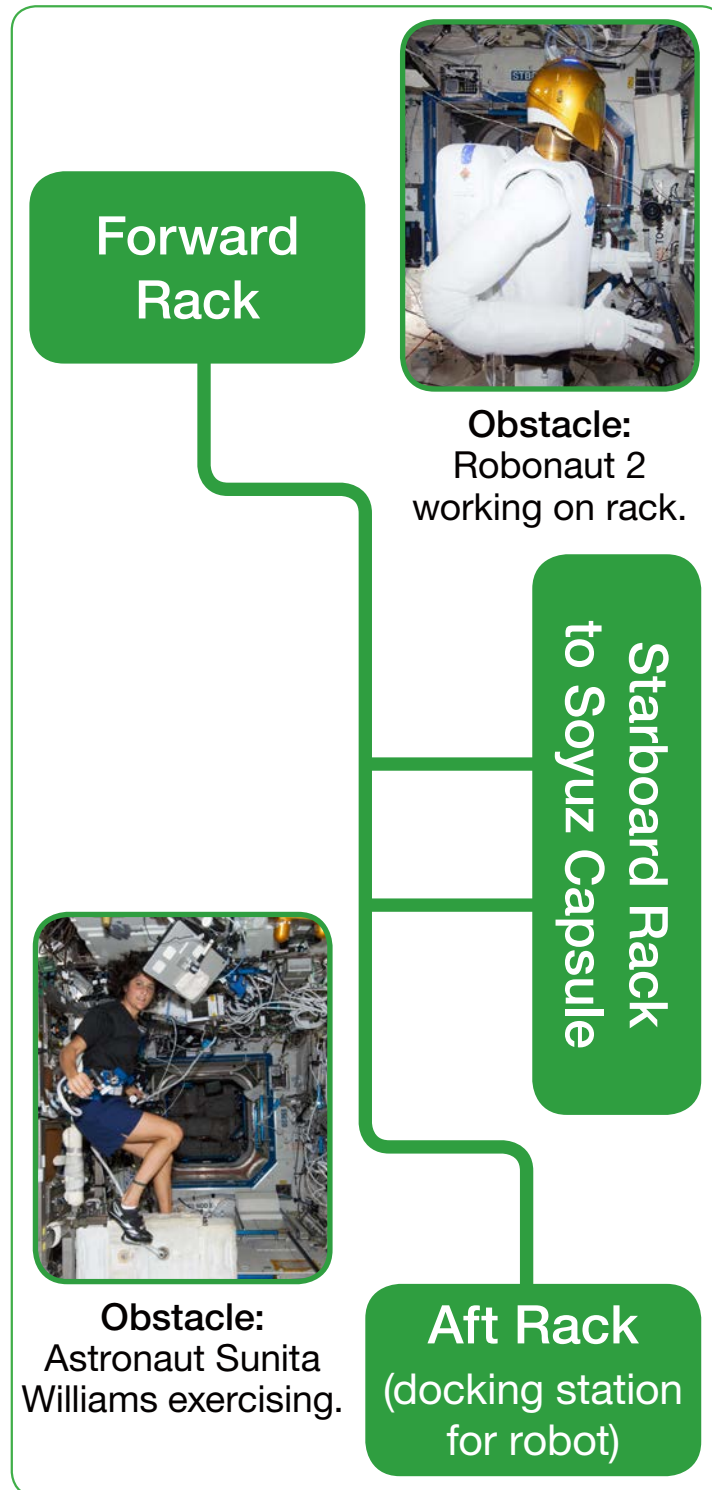 Forward
Rack
Obstacle:
Robonaut 2
working on rack.
Starboard Rack
to Soyuz Capsule
Obstacle:
Astronaut Sunita
Williams exercising.
Aft Rack
(docking station
for robot)